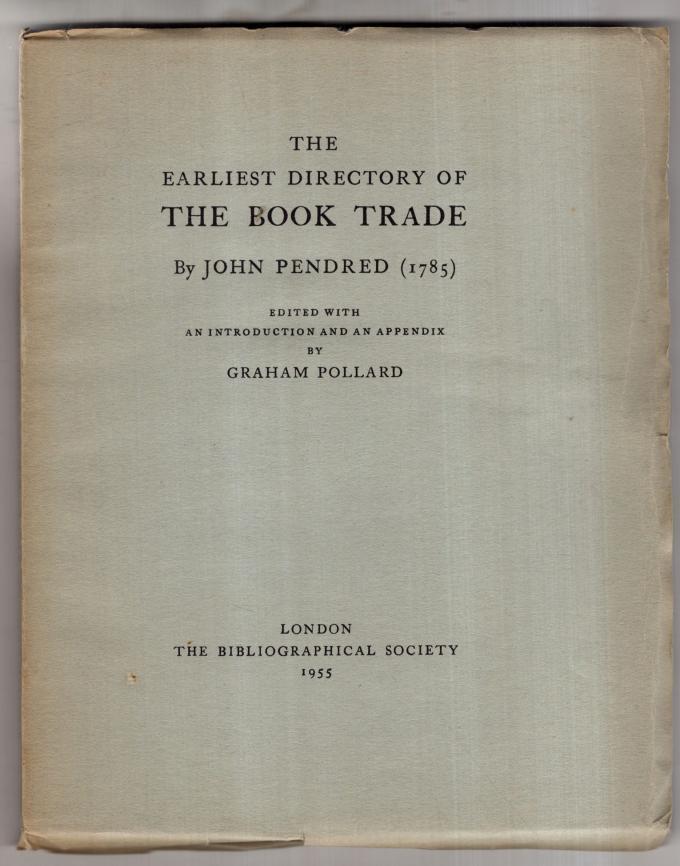 THE
EARLIEST DIRECTORY OF
THE BOOK TRADE
By JOHN PENDRED (1785)
EDITED WITH
AN INTRODUCTION AND AN APPENDIX
BY
GRAHAM POLLARD
LONDON
THE BIBLIOGRAPHICAL SOCIETY
1955